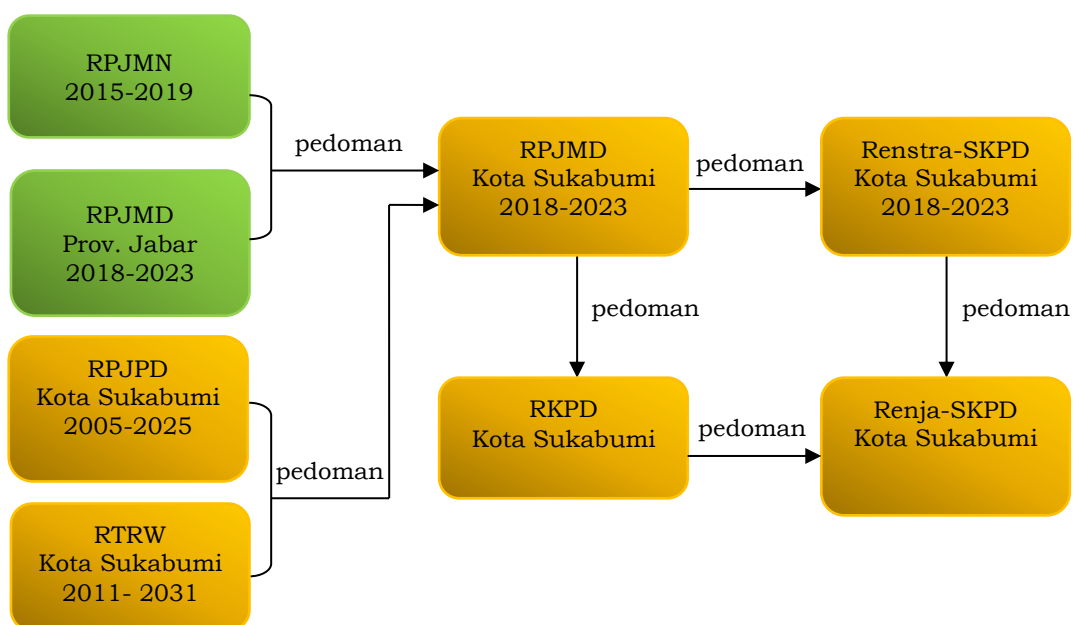 RPJMN
2015-2019
RPJMD
Prov. Jabar
2018-2023
RPJPD
Kota Sukabumi
2005-2025
RTRW
Kota Sukabumi
2011- 2031
pedoman
pedoman
RPJMD
Kota Sukabumi
2018-2023
pedoman
Renstra-SKPD
Kota Sukabumi
2018-2023
pedoman
pedoman
RKPD
Kota Sukabumi
pedoman
Renja-SKPD
Kota Sukabumi